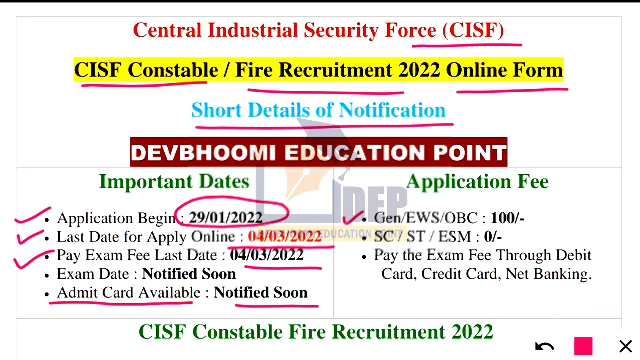 Central Industrial Security Force (CISF)
CISF Constable / Fire Recruitment 2022 Online Form
Short Details of Notification
DEVBHOOMI EDUCATION POINT
Important Dates
• Application Begin : 29/01/2022
• Last Date for Apply Online : 04/03/2022
• Pay Exam Fee Last Date : 04/03/2022
• Exam Date : Notified Soon
• Admit Card Available : Notified Soon
Application Fee
• Gen/EWS/OBC : 100/-
• SC / ST / ESM : 0/-
• Pay the Exam Fee Through Debit
Card, Credit Card, Net Banking.
DEP
EDUCATION POINT
CISF Constable Fire Recruitment 2022